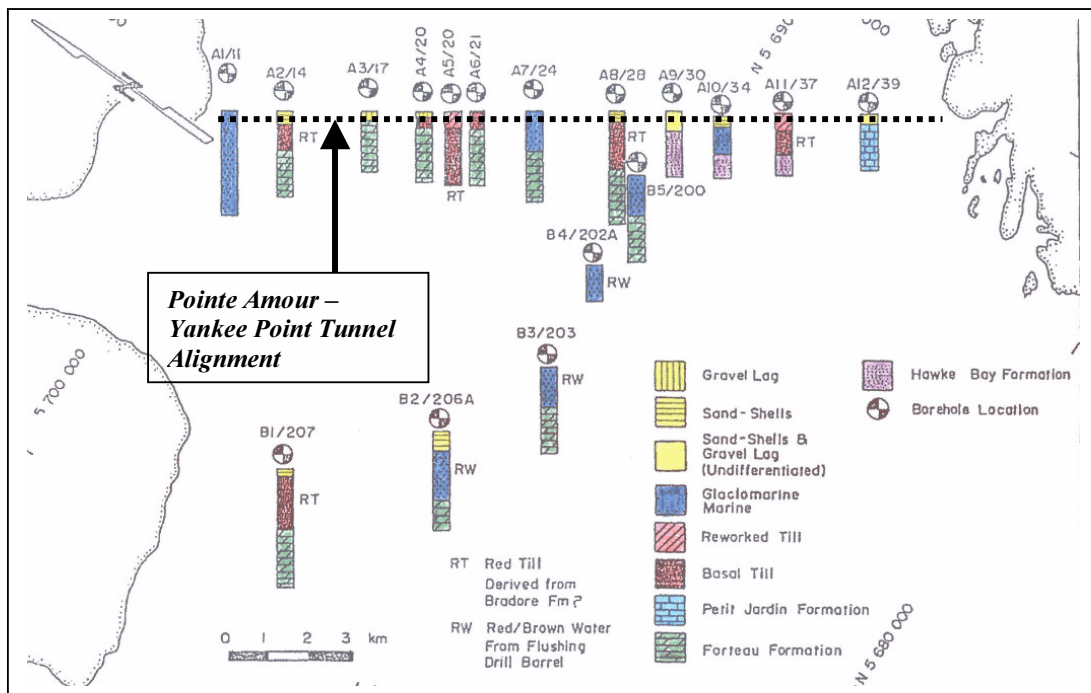 A1/11
A2/14
A3/17
A4/20
A5/20
A6/21
A7/24
A8/28
A9/30
A10/34
A11/37
A12/39
N 5 690
RT
RT
RT
RT
B5/200
B4/202A
RW
Pointe Amour –
Yankee Point Tunnel
Alignment
5 700 000
B3/203
RW
B2/206A
RW
B1/207
RT
Gravel Lag
Sand-Shells
Sand-Shells &
Gravel Lag
(Undifferentiated)
Glaciomarine
Marine
Reworked Till
Basal Till
Petit Jardin Formation
Forteau Formation
Hawke Bay Formation
Borehole Location
RT Red Till
Derived from
Bradore Fm?
RW Red/Brown Water
From Flushing
Drill Barrel
0 1 2 3 km
N 5 680 000